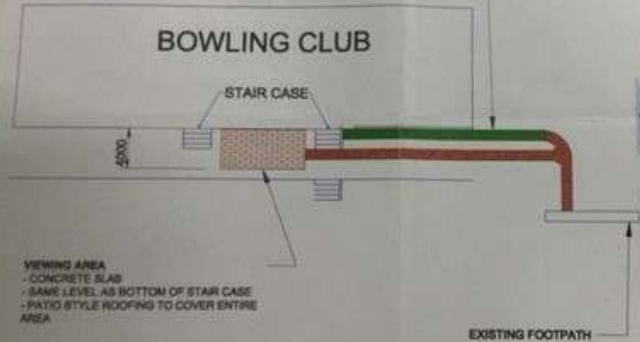 BOWLING CLUB
STAIR CASE
4000
VIEWING AREA
- CONCRETE SLAB
- SAME LEVEL AS BOTTOM OF STAIR CASE
- PATIO STYLE ROOFING TO COVER ENTIRE
AREA
EXISTING FOOTPATH